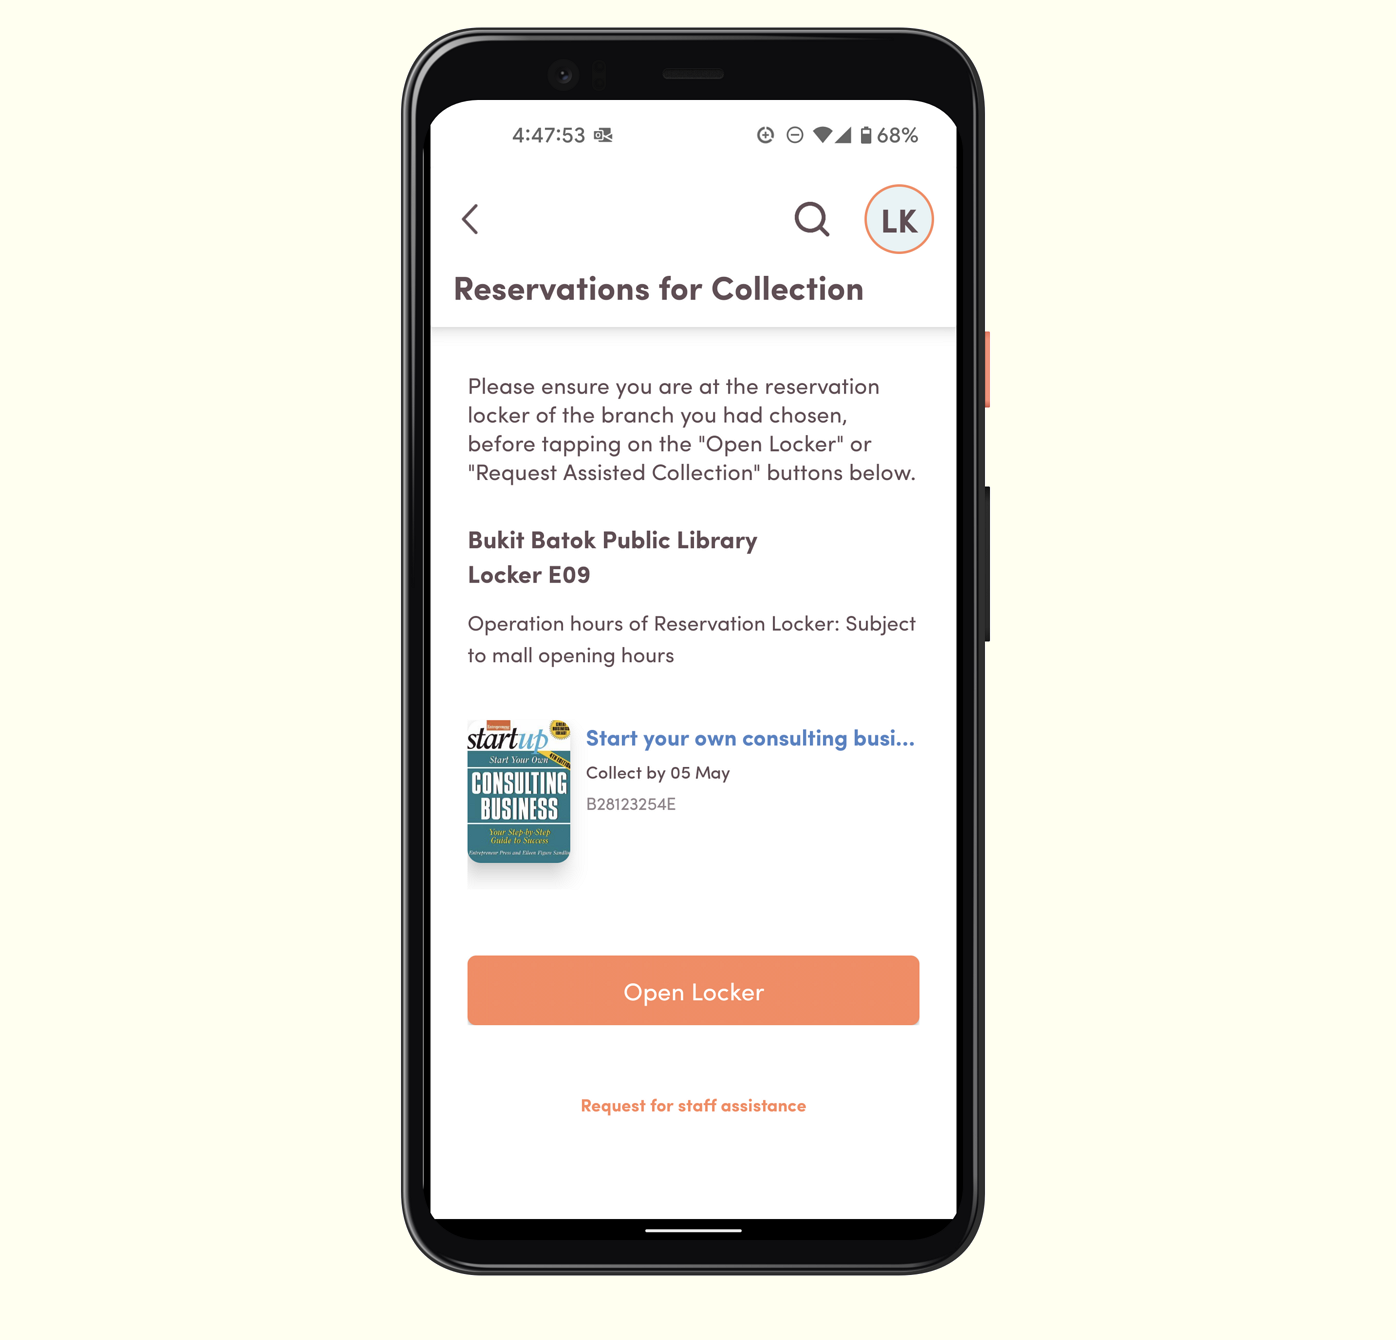 4:47:53
68%
LK
Reservations for Collection
Please ensure you are at the reservation
locker of the branch you had chosen,
before tapping on the "Open Locker" or
"Request Assisted Collection" buttons below.
Bukit Batok Public Library
Locker E09
Operation hours of Reservation Locker: Subject
to mall opening hours
startup
Start Your Own
CONSULTING
BUSINESS
Your Step-by-Step
Guide to Success
Start your own consulting busi...
Collect by 05 May
B28123254E
Open Locker
Request for staff assistance